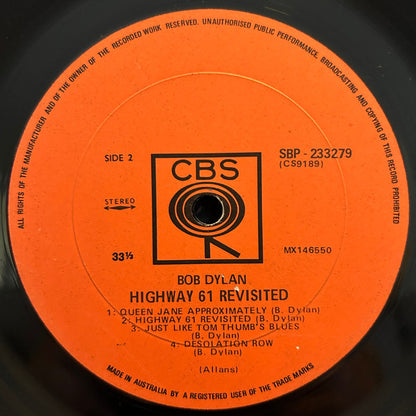 ALL RIGHTS OF THE MANUFACTURER AND OF THE OWNER OF THE RECORDED WORK RESERVED. UNAUTHORISED PUBLIC PERFORMANCE, BROADCASTING AND COPYING OF THIS RECORD PROHIBITED
SIDE 2
CBS
SBP - 233279
(CS9189)
STEREO
33⅓
MX146550
BOB DYLAN
HIGHWAY 61 REVISITED
1: QUEEN JANE APPROXIMATELY (B. Dylan)
2: HIGHWAY 61 REVISITED (B. Dylan)
3: JUST LIKE TOM THUMB'S BLUES
(B. Dylan)
4: DESOLATION ROW
(B. Dylan)
(Allans)
MADE IN AUSTRALIA BY A REGISTERED USER OF THE TRADE MARKS